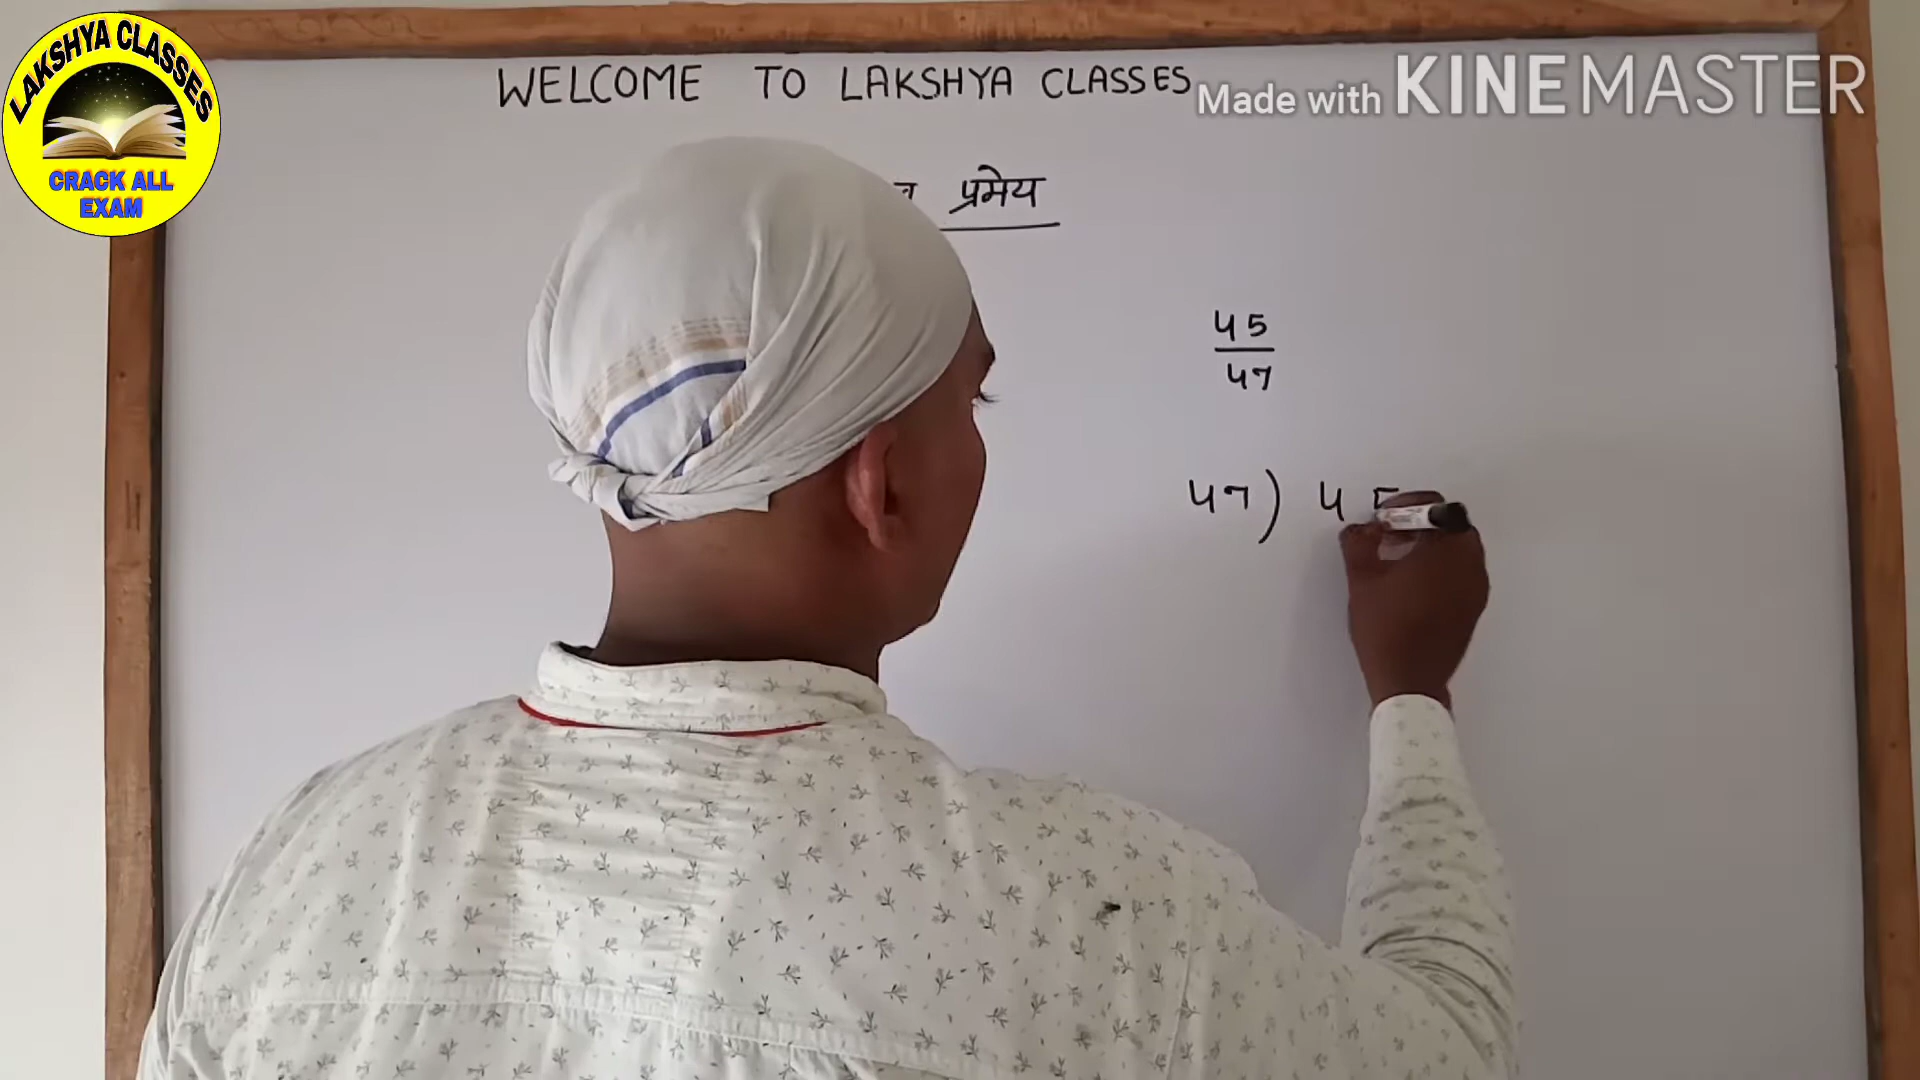 LAKSHYA CLASSES
CRACK ALL
EXAM
WELCOME TO LAKSHYA CLASSES
Made with KINEMASTER
प्रमेय
45
47
47) 45